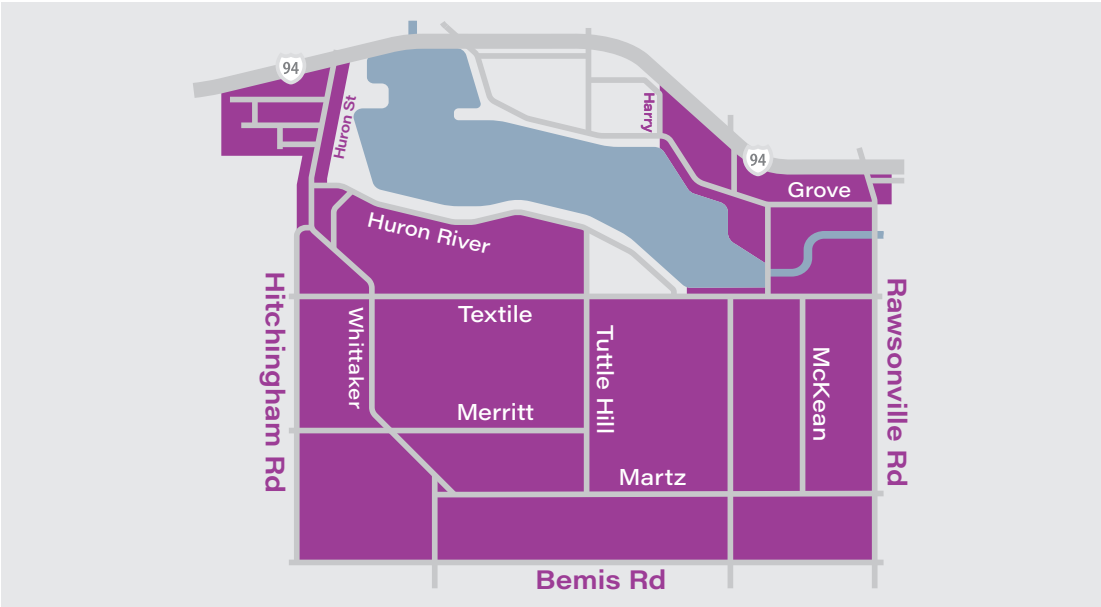 94
Huron St
Harry
94
Grove
Huron River
Hitchingham Rd
Rawsonville Rd
Textile
Whittaker
Tuttle Hill
McKean
Merritt
Martz
Bemis Rd